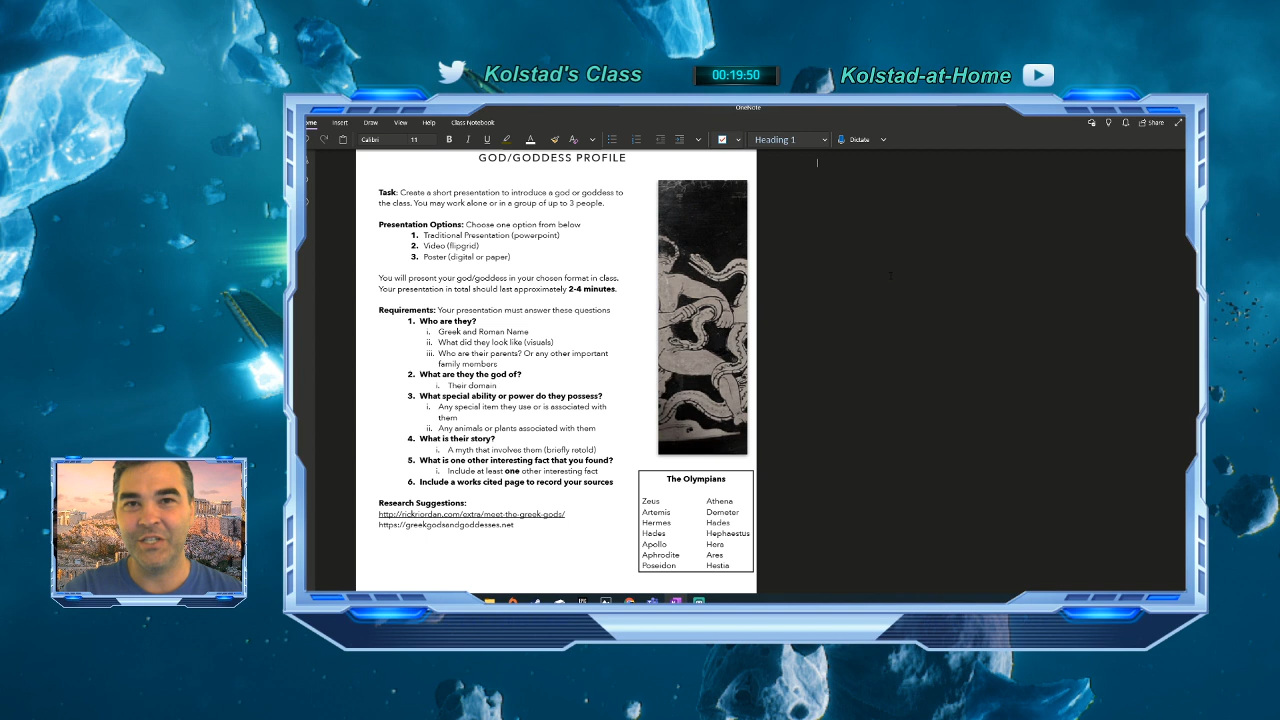 Kolstad's Class
00:19:50
Kolstad-at-Home
OneNote
Insert
Draw
View
Help
Class Notebook
Share
Calibri
11
B
I
U
A
Heading 1
Dictate
GOD/GODDESS PROFILE
Task: Create a short presentation to introduce a god or goddess to
the class. You may work alone or in a group of up to 3 people.
Presentation Options: Choose one option from below
1. Traditional Presentation (powerpoint)
2. Video (flipgrid)
3. Poster (digital or paper)
You will present your god/goddess in your chosen format in class.
Your presentation in total should last approximately 2-4 minutes.
Requirements: Your presentation must answer these questions
1. Who are they?
i. Greek and Roman Name
ii. What did they look like (visuals)
iii. Who are their parents? Or any other important
family members
2. What are they the god of?
i. Their domain
3. What special ability or power do they possess?
i. Any special item they use or is associated with
them
ii. Any animals or plants associated with them
4. What is their story?
i. A myth that involves them (briefly retold)
5. What is one other interesting fact that you found?
i. Include at least one other interesting fact
6. Include a works cited page to record your sources
Research Suggestions:
http://rickriordan.com/extra/meet-the-greek-gods/
https://greekgodsandgoddesses.net
The Olympians
Zeus Athena
Artemis Demeter
Hermes Hades
Hades Hephaestus
Apollo Hera
Aphrodite Ares
Poseidon Hestia